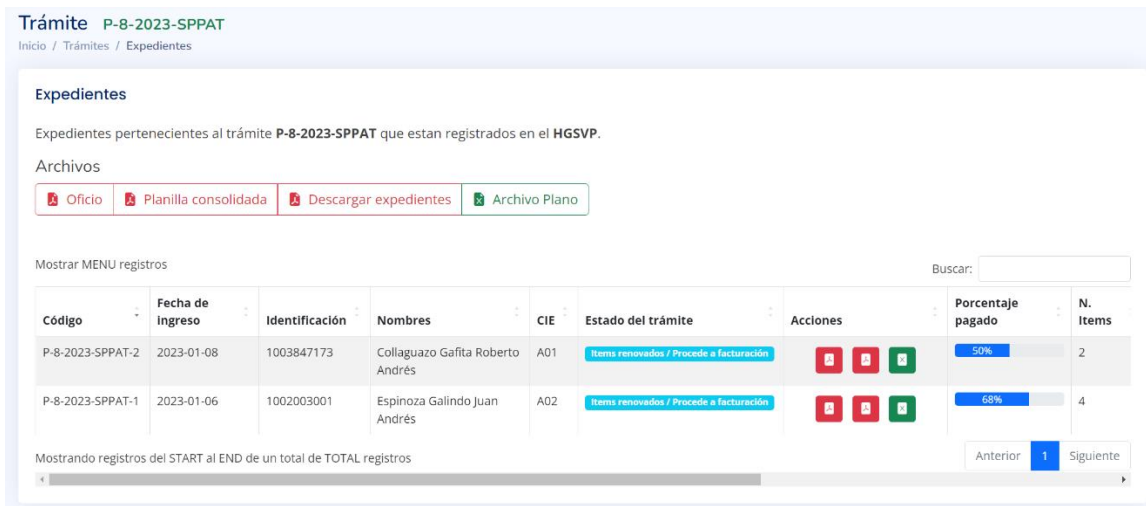 Trámite P-8-2023-SPPAT
Inicio / Trámites / Expedientes
Expedientes
Expedientes pertenecientes al trámite P-8-2023-SPPAT que estan registrados en el HGSVP.
Archivos
Oficio Planilla consolidada Descargar expedientes Archivo Plano
Mostrar MENU registros
Buscar:
Código Fecha de ingreso Identificación Nombres CIE Estado del trámite Acciones Porcentaje pagado N. Items
P-8-2023-SPPAT-2 2023-01-08 1003847173 Collaguazo Gafita Roberto Andrés A01 Items renovados / Procede a facturación 50% 2
P-8-2023-SPPAT-1 2023-01-06 1002003001 Espinoza Galindo Juan Andrés A02 Items renovados / Procede a facturación 68% 4
Mostrando registros del START al END de un total de TOTAL registros
Anterior 1 Siguiente